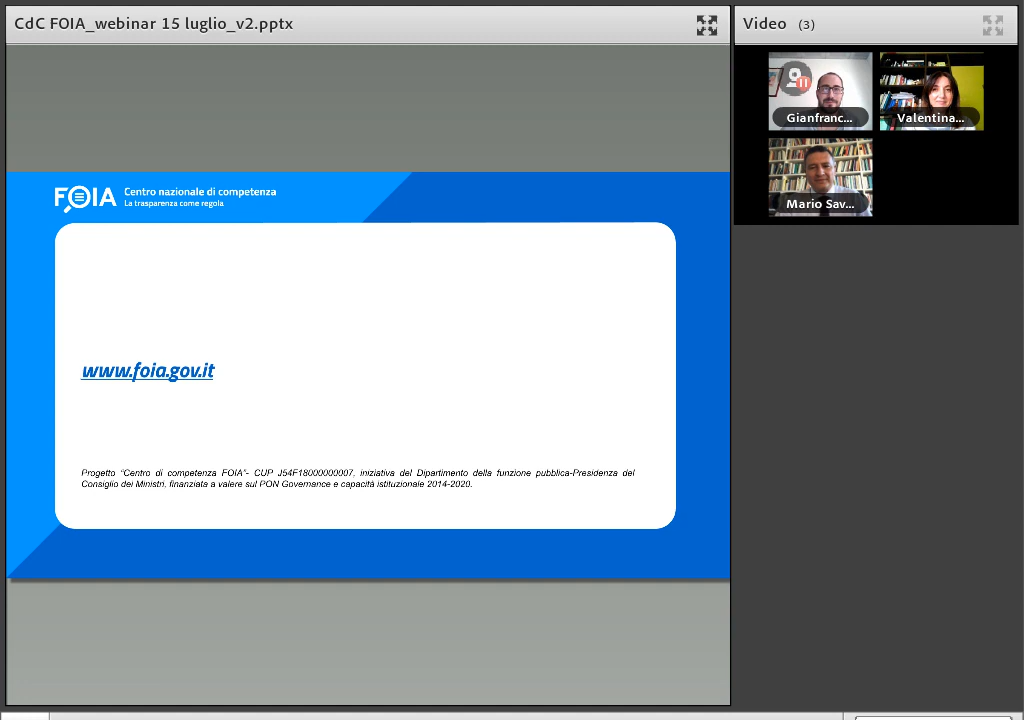 CdC FOIA_webinar 15 luglio_v2.pptx
Video (3)
Gianfranc...
Valentina...
Mario Sav...
FOIA Centro nazionale di competenza
La trasparenza come regola
www.foia.gov.it
Progetto “Centro di competenza FOIA”- CUP J54F18000000007, iniziativa del Dipartimento della funzione pubblica-Presidenza del
Consiglio dei Ministri, finanziata a valere sul PON Governance e capacità istituzionale 2014-2020.